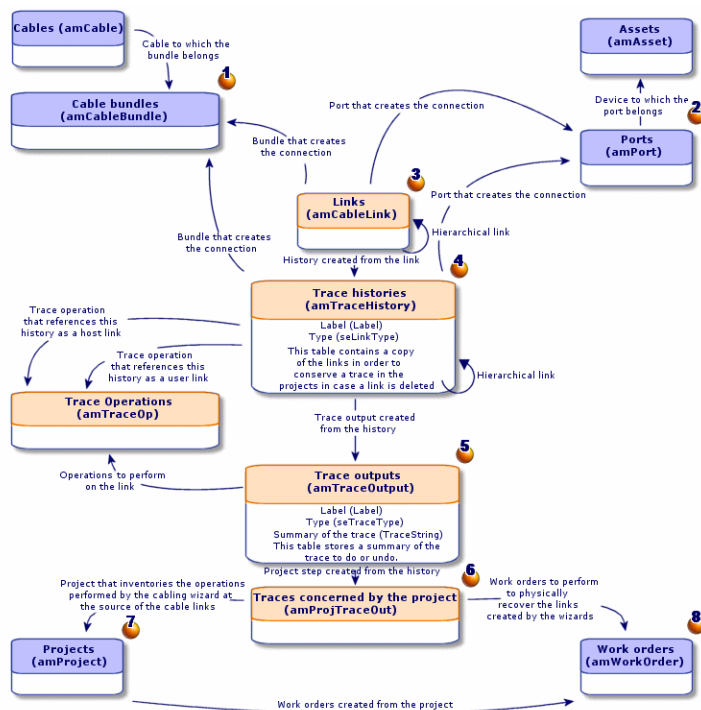 Cables (amCable)
Cable to which the
bundle belongs
1
Cable bundles
(amCableBundle)
Assets
(amAsset)
Device to which the
port belongs
2
Ports
(amPort)
Port that creates the connection
Bundle that creates
the connection
3
Links
(amCableLink)
Port that creates the connection
Hierarchical link
Bundle that creates
the connection
History created from the link
4
Trace histories
(amTraceHistory)
Label (Label)
Type (seLinkType)
This table contains a copy
of the links in order to
conserve a trace in the
projects in case a link is deleted
Hierarchical link
Trace operation
that references this
history as a host link
Trace operation
that references this
history as a user link
Trace Operations
(amTraceOp)
Trace output created
from the history
5
Operations to perform
on the link
Trace outputs
(amTraceOutput)
Label (Label)
Type (seTraceType)
Summary of the trace (TraceString)
This table stores a summary of the
trace to do or undo.
Project step created from the history
6
Project that inventories the operations
performed by the cabling wizard at
the source of the cable links
Traces concerned by the project
(amProjTraceOut)
Work orders to perform
to physically
recover the links
created by the wizards
7
Projects
(amProject)
8
Work orders
(amWorkOrder)
Work orders created from the project